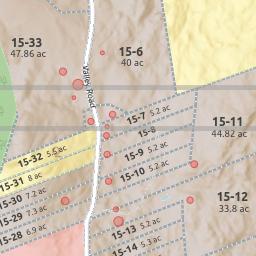 15-33
47.86 ac
15-6
40 ac
Valley Road
15-7 5.2 ac
15-8
15-11
44.82 ac
15-9 5.2 ac
15-32 5.5 ac
15-10 5.2 ac
15-31 8 ac
15-30 7.2 ac
15-12
33.8 ac
15-29 7.3 ac
15-28 6.9 ac
15-13 5.2 ac
15-14 5.3 ac